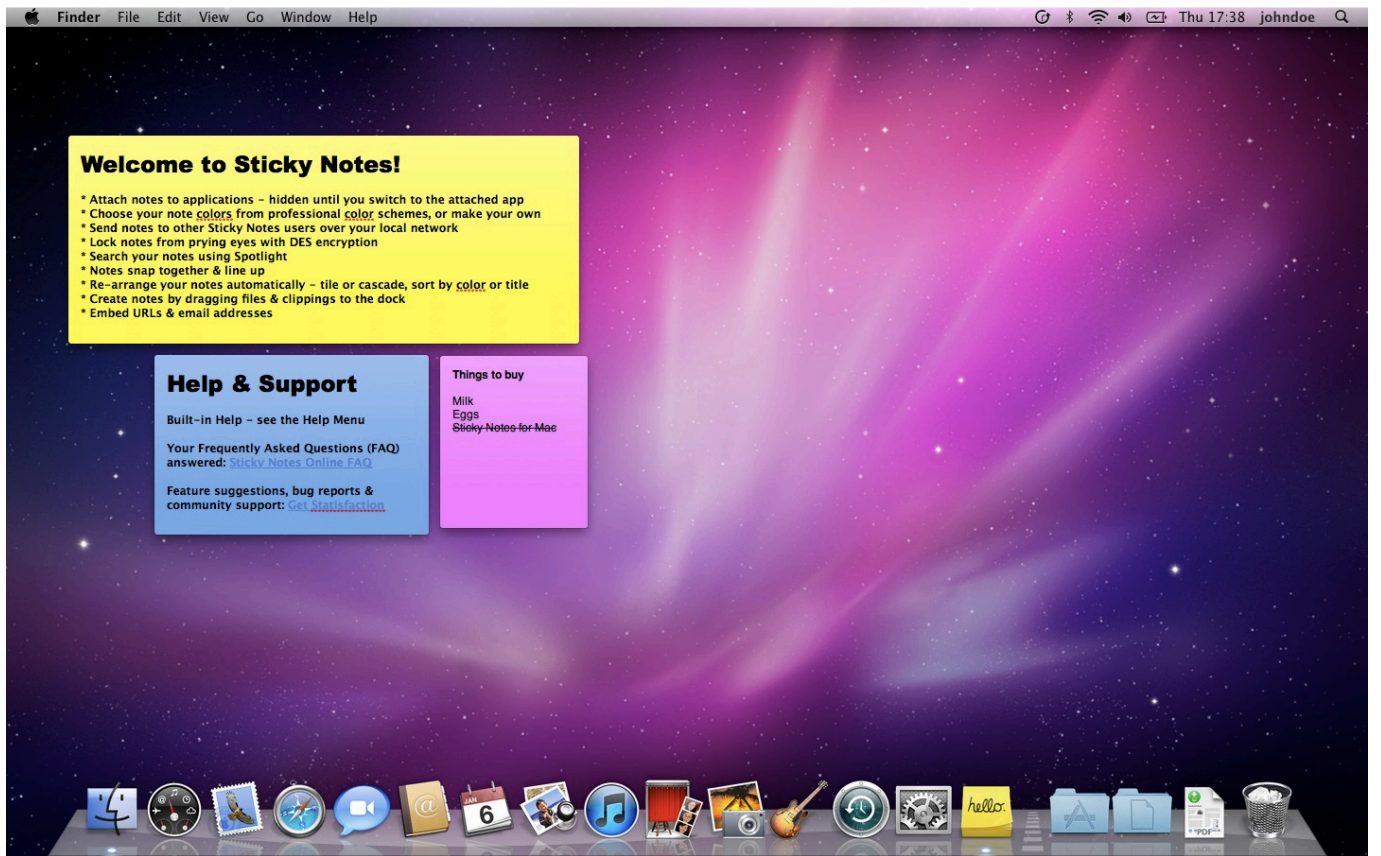 Finder File Edit View Go Window Help
Thu 17:38 johndoe
Welcome to Sticky Notes!
* Attach notes to applications – hidden until you switch to the attached app
* Choose your note colors from professional color schemes, or make your own
* Send notes to other Sticky Notes users over your local network
* Lock notes from prying eyes with DES encryption
* Search your notes using Spotlight
* Notes snap together & line up
* Re-arrange your notes automatically – tile or cascade, sort by color or title
* Create notes by dragging files & clippings to the dock
* Embed URLs & email addresses
Help & Support
Built-in Help – see the Help Menu
Your Frequently Asked Questions (FAQ)
answered: Sticky Notes Online FAQ
Feature suggestions, bug reports &
community support: Get Statisfaction
Things to buy
Milk
Eggs
Sticky Notes for Mac
@
JAN
6
hello.
PDF